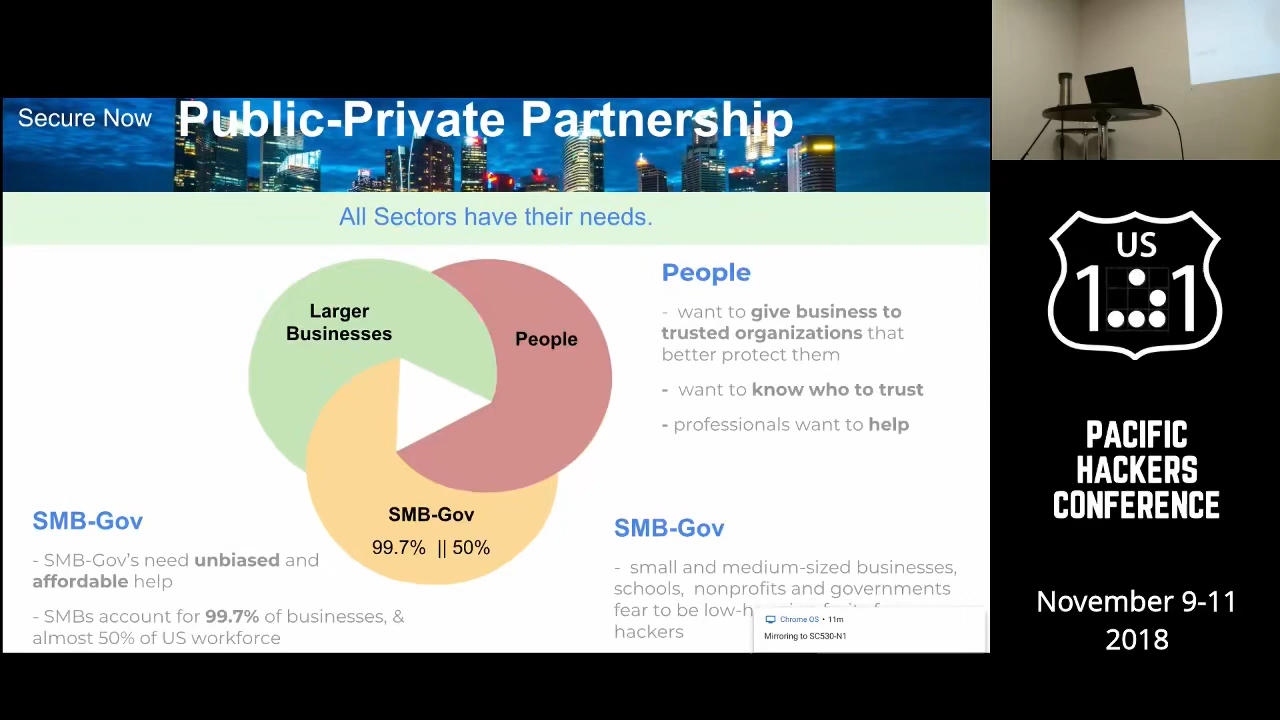 Secure Now
Public-Private Partnership
All Sectors have their needs.
Larger
Businesses
People
SMB-Gov
99.7% || 50%
People
- want to give business to
trusted organizations that
better protect them
- want to know who to trust
- professionals want to help
SMB-Gov
- SMB-Gov's need unbiased and
affordable help
- SMBs account for 99.7% of businesses, &
almost 50% of US workforce
SMB-Gov
- small and medium-sized businesses,
schools, nonprofits and governments
fear to be
hackers
Chrome OS • 11m
Mirroring to SC530-N1
US
1 1
PACIFIC
HACKERS
CONFERENCE
November 9-11
2018